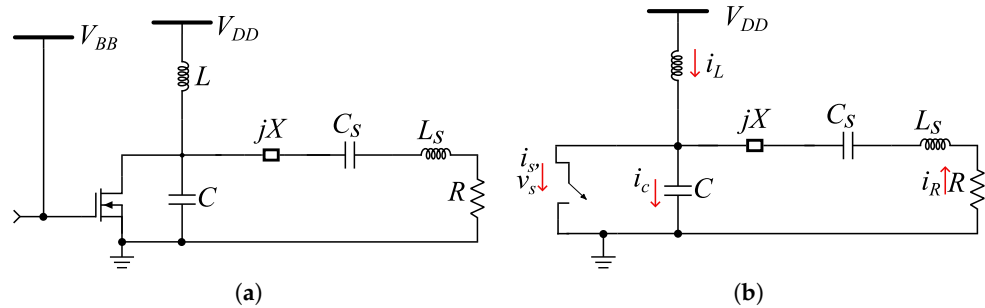 V_BB
V_DD
L
jX
C_S
L_S
R
C
(a)
V_DD
i_L
jX
C_S
L_S
i_s,
v_s
i_c
C
i_R
R
(b)